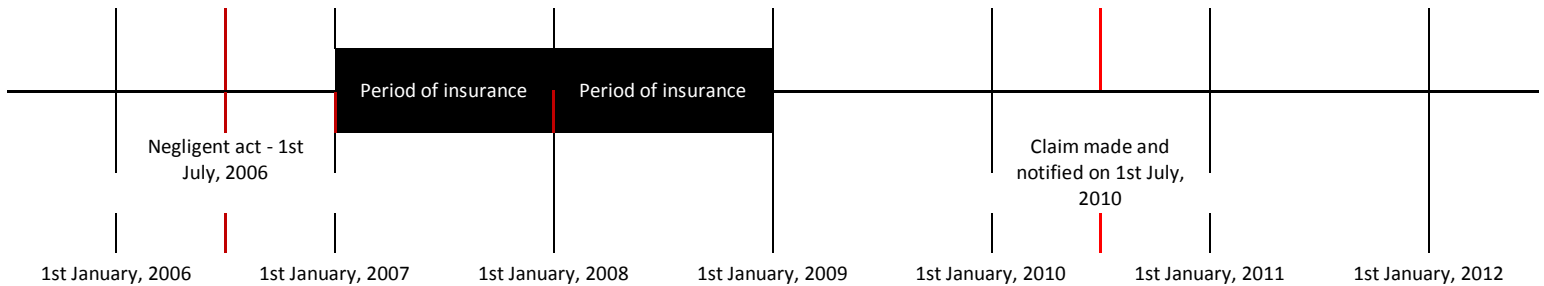 Period of insurance
Period of insurance
Negligent act - 1st
July, 2006
Claim made and
notified on 1st July,
2010
1st January, 2006
1st January, 2007
1st January, 2008
1st January, 2009
1st January, 2010
1st January, 2011
1st January, 2012